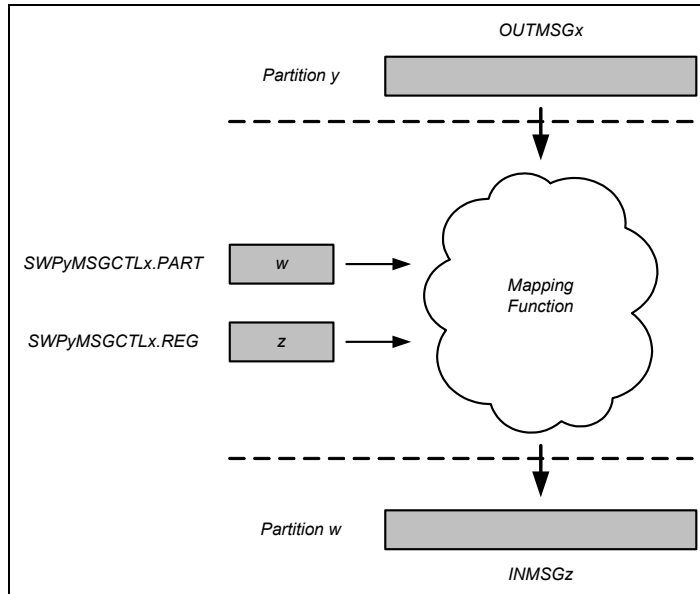 OUTMSGx
Partition y
SWPyMSGCTLx.PART
w
Mapping
Function
SWPyMSGCTLx.REG
z
Partition w
INMSGz